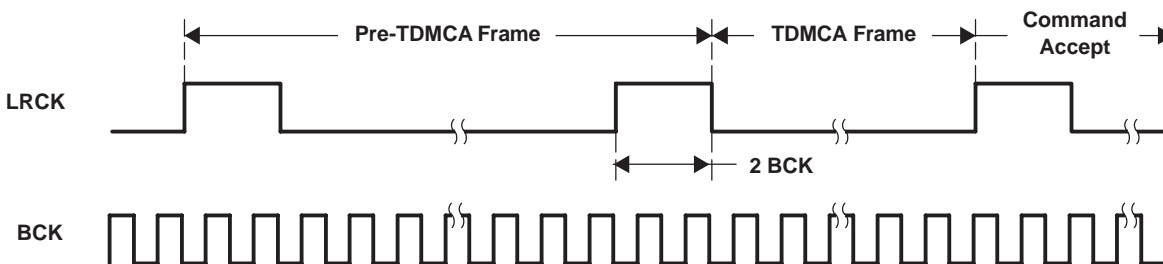 Pre-TDMCA Frame
TDMCA Frame
Command
Accept
LRCK
2 BCK
BCK